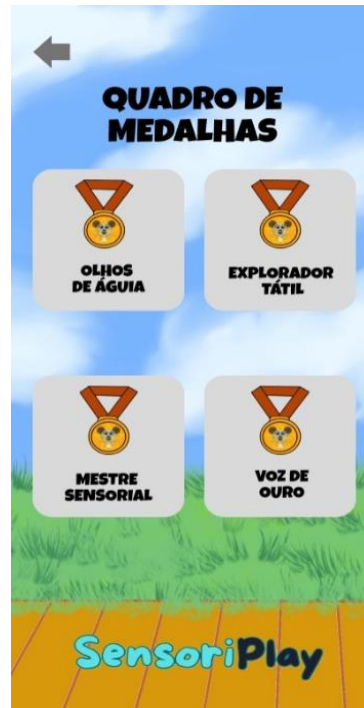 QUADRO DE
MEDALHAS
OLHOS
DE ÁGUIA
EXPLORADOR
TÁTIL
MESTRE
SENSORIAL
VOZ DE
OURO
SensoriPlay